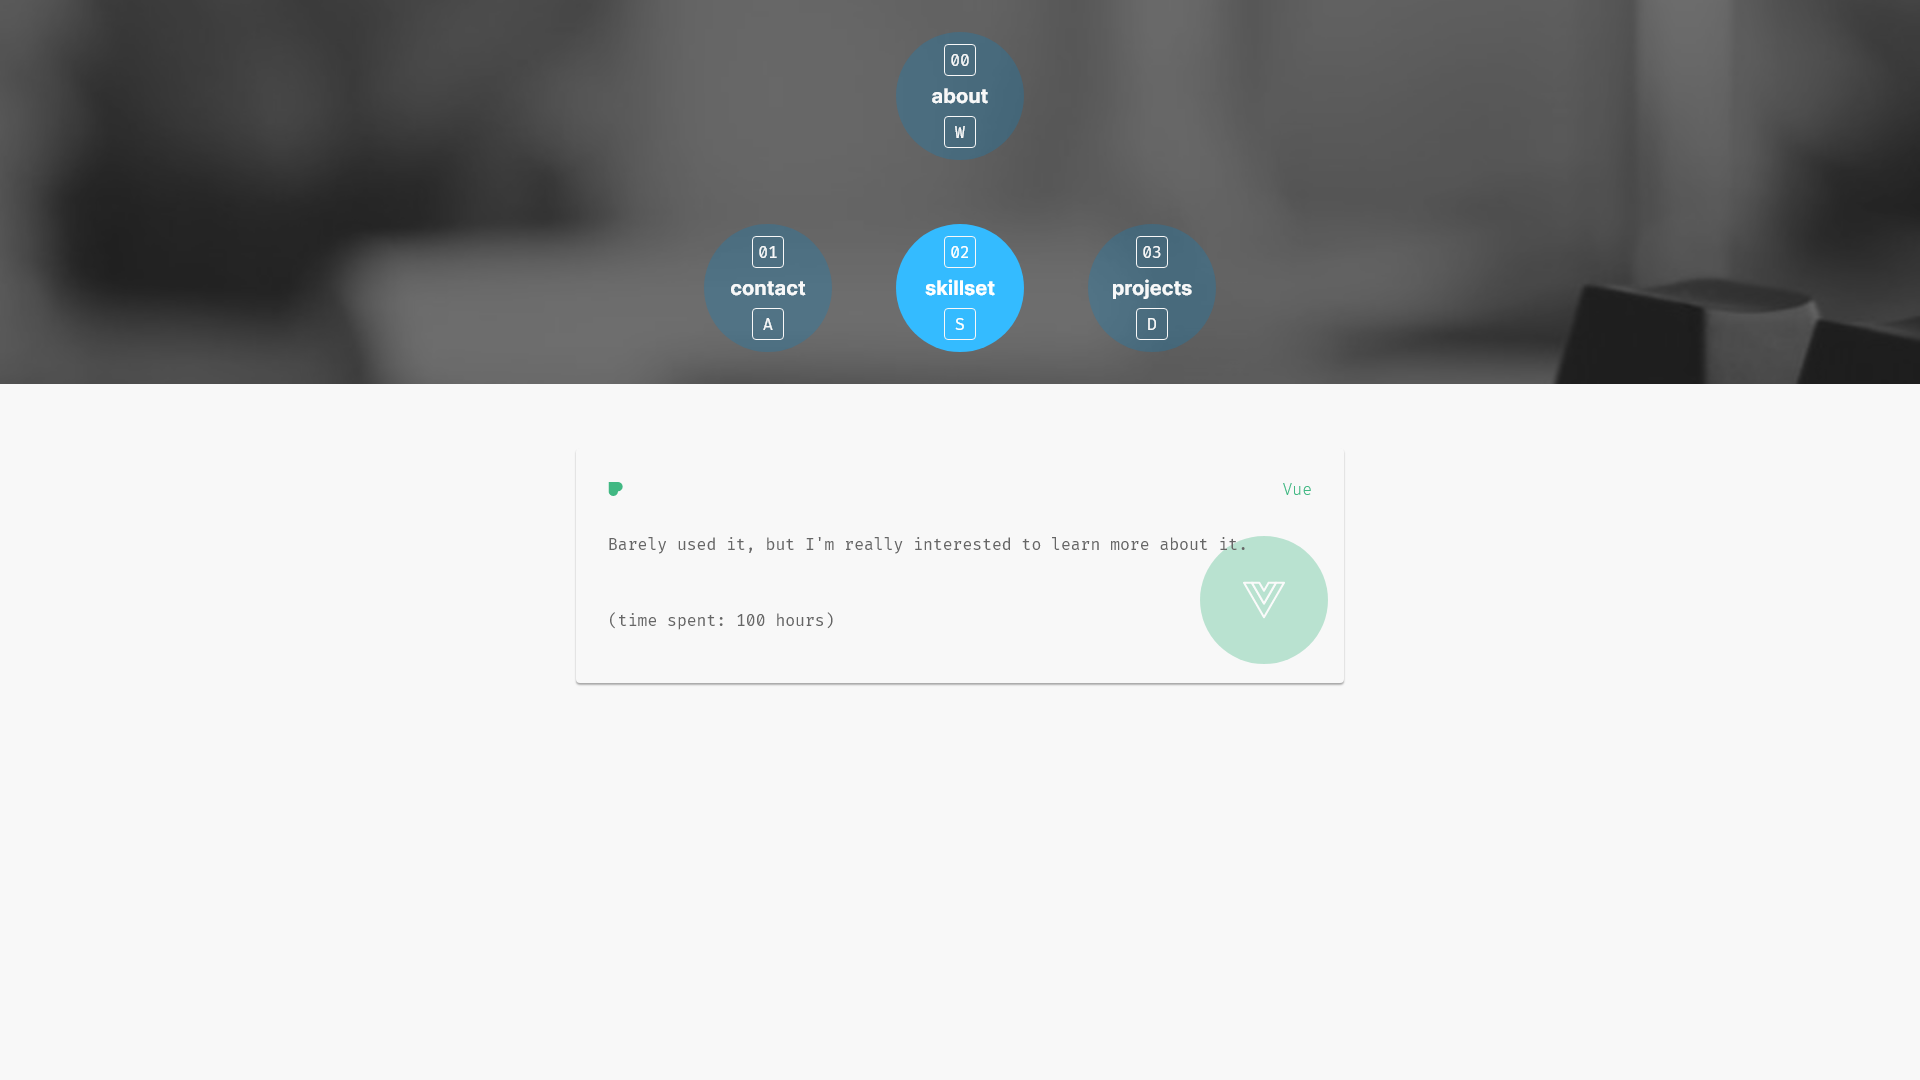 00
about
W
01
contact
A
02
skillset
S
03
projects
D
Vue
Barely used it, but I'm really interested to learn more about it.
(time spent: 100 hours)